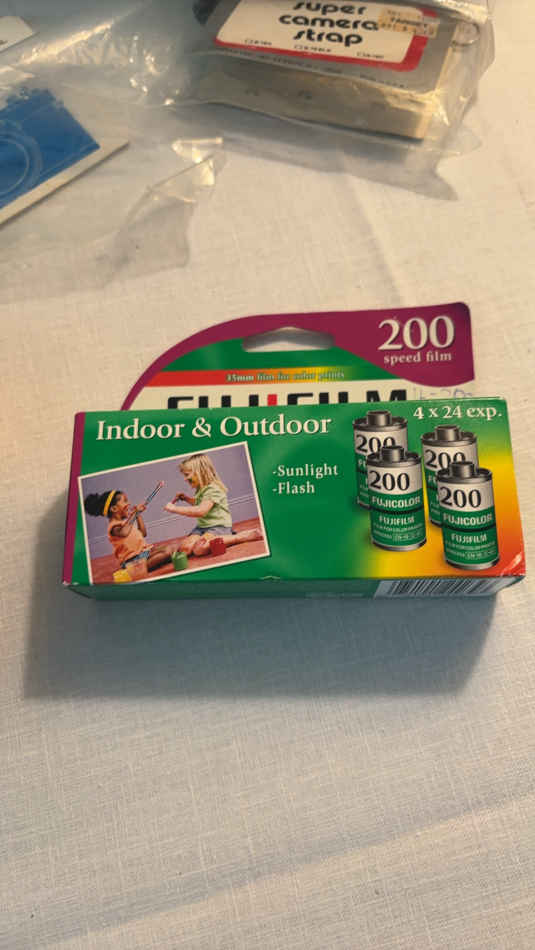 super
camera
strap
200
speed film
35mm film for color prints
FUJIFILM
4 x 24 exp.
Indoor & Outdoor
-Sunlight
-Flash
200
200
200
200
FUJICOLOR
FUJICOLOR
FUJIFILM
FUJIFILM